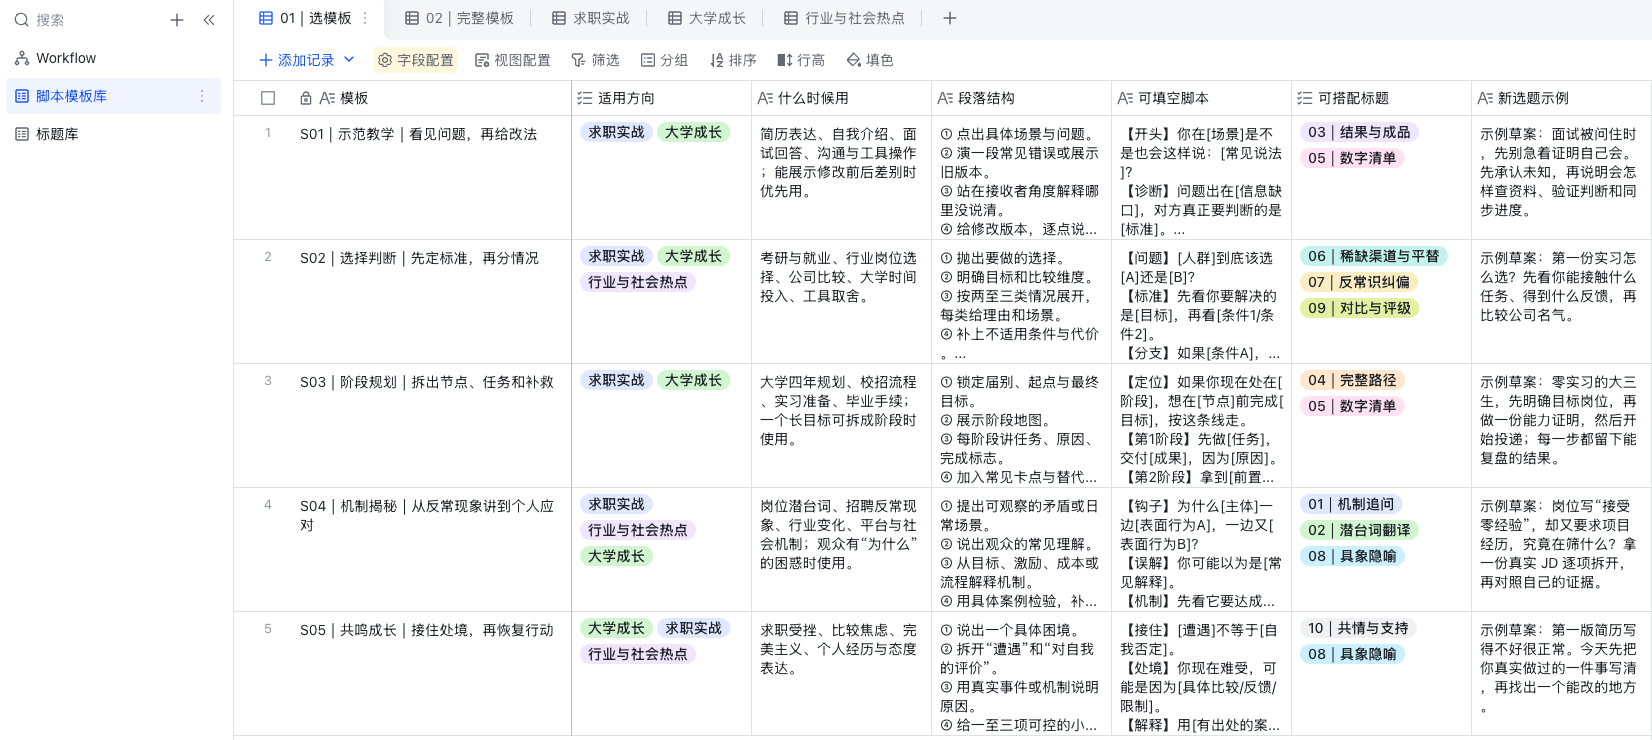 搜索
Workflow
脚本模板库
标题库
01 | 选模板
02 | 完整模板
求职实战
大学成长
行业与社会热点
添加记录
字段配置
视图配置
筛选
分组
排序
行高
填色
模板
适用方向
什么时候用
段落结构
可填空脚本
可搭配标题
新选题示例
1
S01 | 示范教学 | 看见问题，再给改法
求职实战
大学成长
简历表达、自我介绍、面
试回答、沟通与工具操作
；能展示修改前后差别时
优先用。
① 点出具体场景与问题。
② 演一段常见错误或展示
旧版本。
③ 站在接收者角度解释哪
里没说清。
④ 给修改版本，逐点说...
【开头】你在[场景]是不
是也会这样说：[常见说法
]?
【诊断】问题出在[信息缺
口]，对方真正要判断的是
[标准]。...
03 | 结果与成品
05 | 数字清单
示例草案：面试被问住时
，先别急着证明自己会。
先承认未知，再说明会怎
样查资料、验证判断和同
步进度。
2
S02 | 选择判断 | 先定标准，再分情况
求职实战
大学成长
行业与社会热点
考研与就业、行业岗位选
择、公司比较、大学时间
投入、工具取舍。
① 抛出要做的选择。
② 明确目标和比较维度。
③ 按两至三类情况展开，
每类给理由和场景。
④ 补上不适用条件与代价
。...
【问题】[人群]到底该选
[A]还是[B]?
【标准】先看你要解决的
是[目标]，再看[条件1/条
件2]。
【分支】如果[条件A]，...
06 | 稀缺渠道与平替
07 | 反常识纠偏
09 | 对比与评级
示例草案：第一份实习怎
么选？先看你能接触什么
任务、得到什么反馈，再
比较公司名气。
3
S03 | 阶段规划 | 拆出节点、任务和补救
求职实战
大学成长
大学四年规划、校招流程
、实习准备、毕业手续；
一个长目标可拆成阶段时
使用。
① 锁定届别、起点与最终
目标。
② 展示阶段地图。
③ 每阶段讲任务、原因、
完成标志。
④ 加入常见卡点与替代...
【定位】如果你现在处在[
阶段]，想在[节点]前完成[
目标]，按这条线走。
【第1阶段】先做[任务]，
交付[成果]，因为[原因]。
【第2阶段】拿到[前置...
04 | 完整路径
05 | 数字清单
示例草案：零实习的大三
生，先明确目标岗位，再
做一份能力证明，然后开
始投递；每一步都留下能
复盘的结果。
4
S04 | 机制揭秘 | 从反常现象讲到个人应
对
求职实战
行业与社会热点
大学成长
岗位潜台词、招聘反常现
象、行业变化、平台与社
会机制；观众有“为什么”
的困惑时使用。
① 提出可观察的矛盾或日
常场景。
② 说出观众的常见理解。
③ 从目标、激励、成本或
流程解释机制。
④ 用具体案例检验，补...
【钩子】为什么[主体]一
边[表面行为A]，一边又[
表面行为B]?
【误解】你可能以为是[常
见解释]。
【机制】先看它要达成...
01 | 机制追问
02 | 潜台词翻译
08 | 具象隐喻
示例草案：岗位写“接受
零经验”，却又要求项目
经历，究竟在筛什么？拿
一份真实 JD 逐项拆开，
再对照自己的证据。
5
S05 | 共鸣成长 | 接住处境，再恢复行动
大学成长
求职实战
行业与社会热点
求职受挫、比较焦虑、完
美主义、个人经历与态度
表达。
① 说出一个具体困境。
② 拆开“遭遇”和“对自我
的评价”。
③ 用真实事件或机制说明
原因。
④ 给一至三项可控的小...
【接住】[遭遇]不等于[自
我否定]。
【处境】你现在难受，可
能是因为[具体比较/反馈/
限制]。
【解释】用[有出处的案...
10 | 共情与支持
08 | 具象隐喻
示例草案：第一版简历写
得不好很正常。今天先把
你真实做过的一件事写清
，再找出一个能改的地方
。